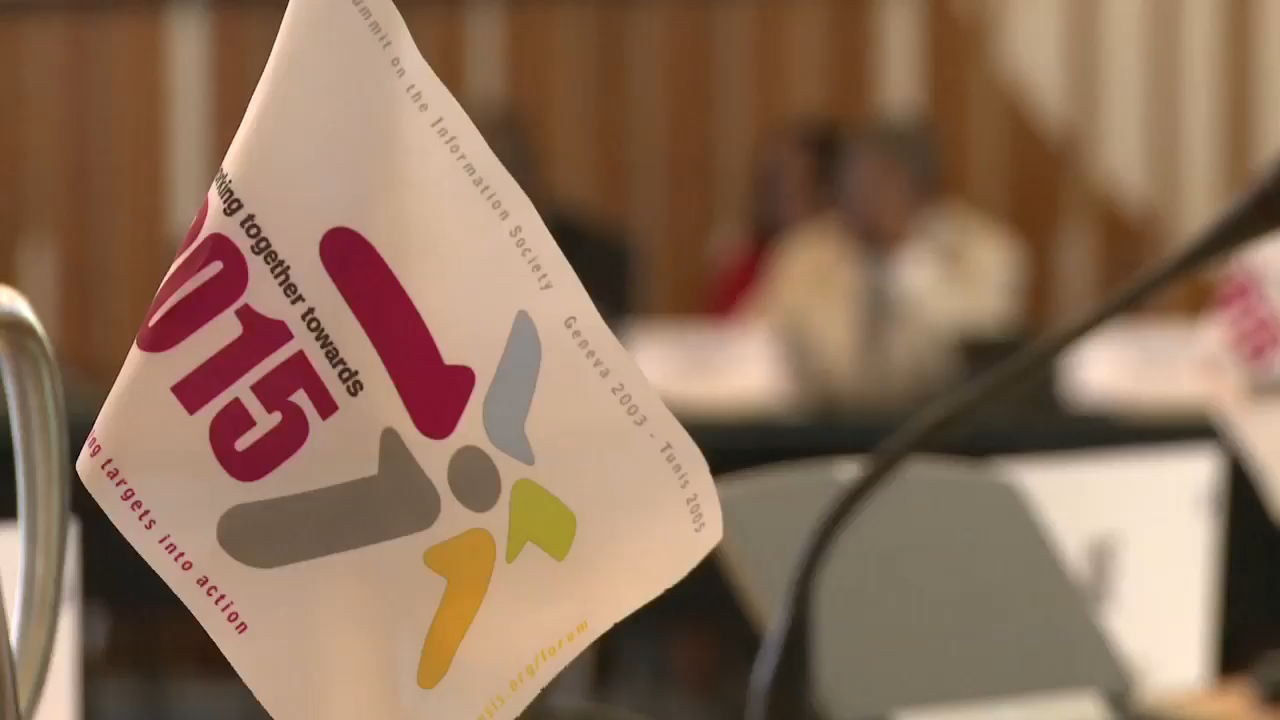 ummit on the Information Society Geneva 2003 - Tunis 2005
king together towards
2015
ng targets into action
sis.org/forum